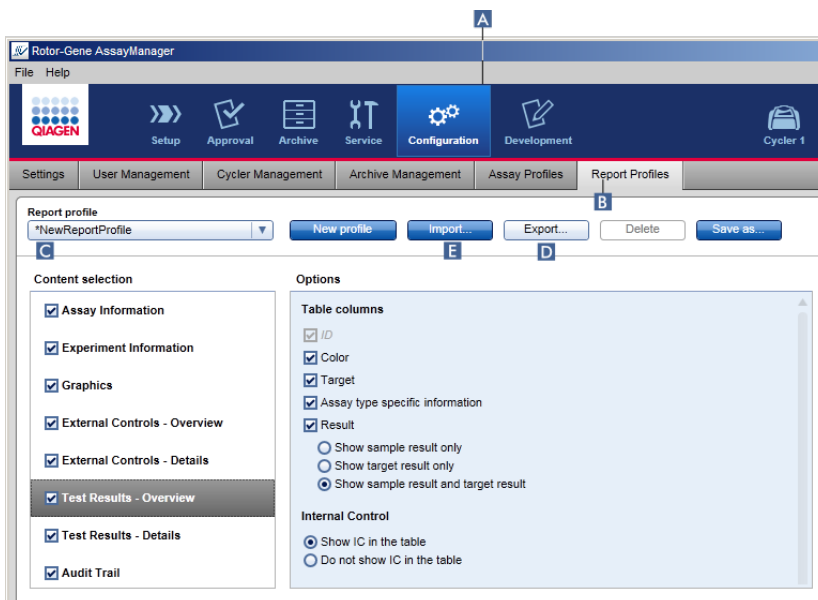 A
Rotor-Gene AssayManager
File Help
QIAGEN
Setup Approval Archive Service Configuration Development Cycler 1
Settings User Management Cycler Management Archive Management Assay Profiles Report Profiles
B
Report profile
*NewReportProfile New profile Import... Export... Delete Save as...
C E D
Content selection Options
Assay Information
Experiment Information
Graphics
External Controls - Overview
External Controls - Details
Test Results - Overview
Test Results - Details
Audit Trail
Table columns
ID
Color
Target
Assay type specific information
Result
Show sample result only
Show target result only
Show sample result and target result
Internal Control
Show IC in the table
Do not show IC in the table